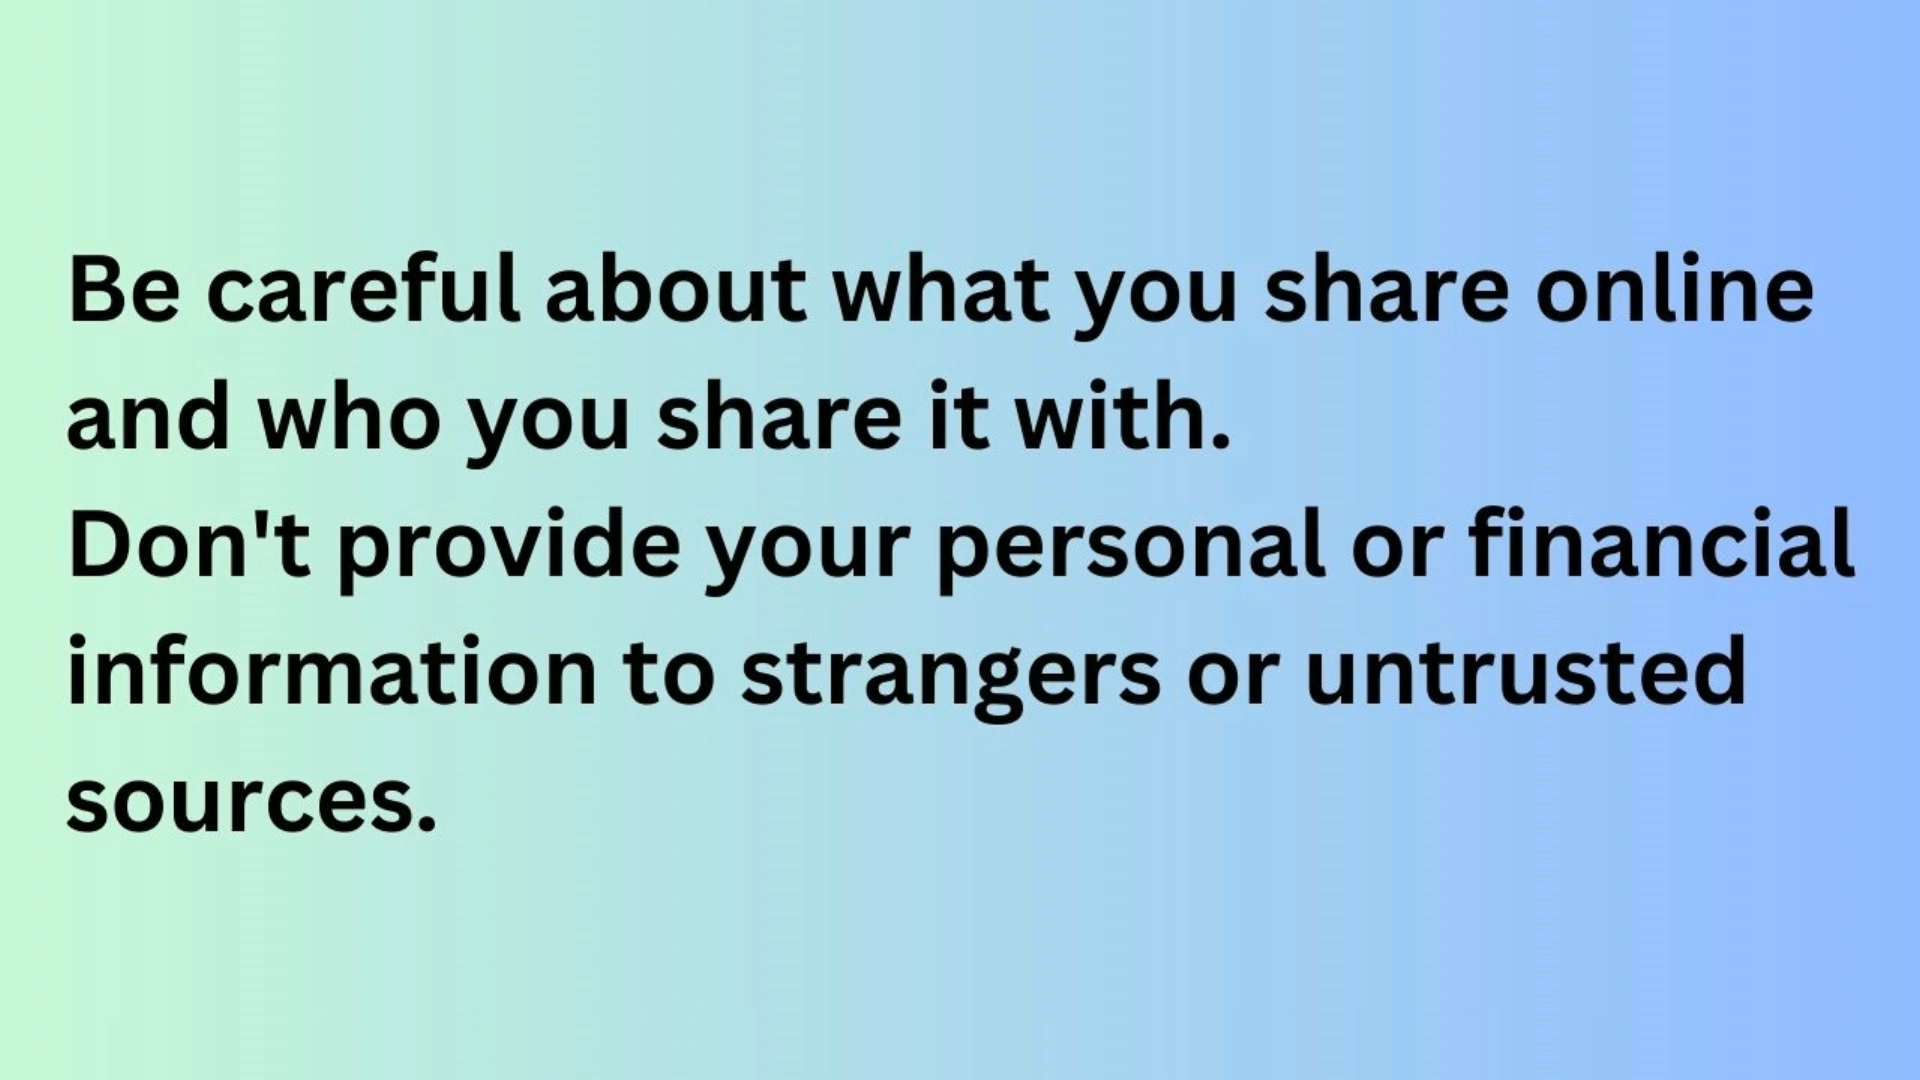 Be careful about what you share online
and who you share it with.
Don't provide your personal or financial
information to strangers or untrusted
sources.